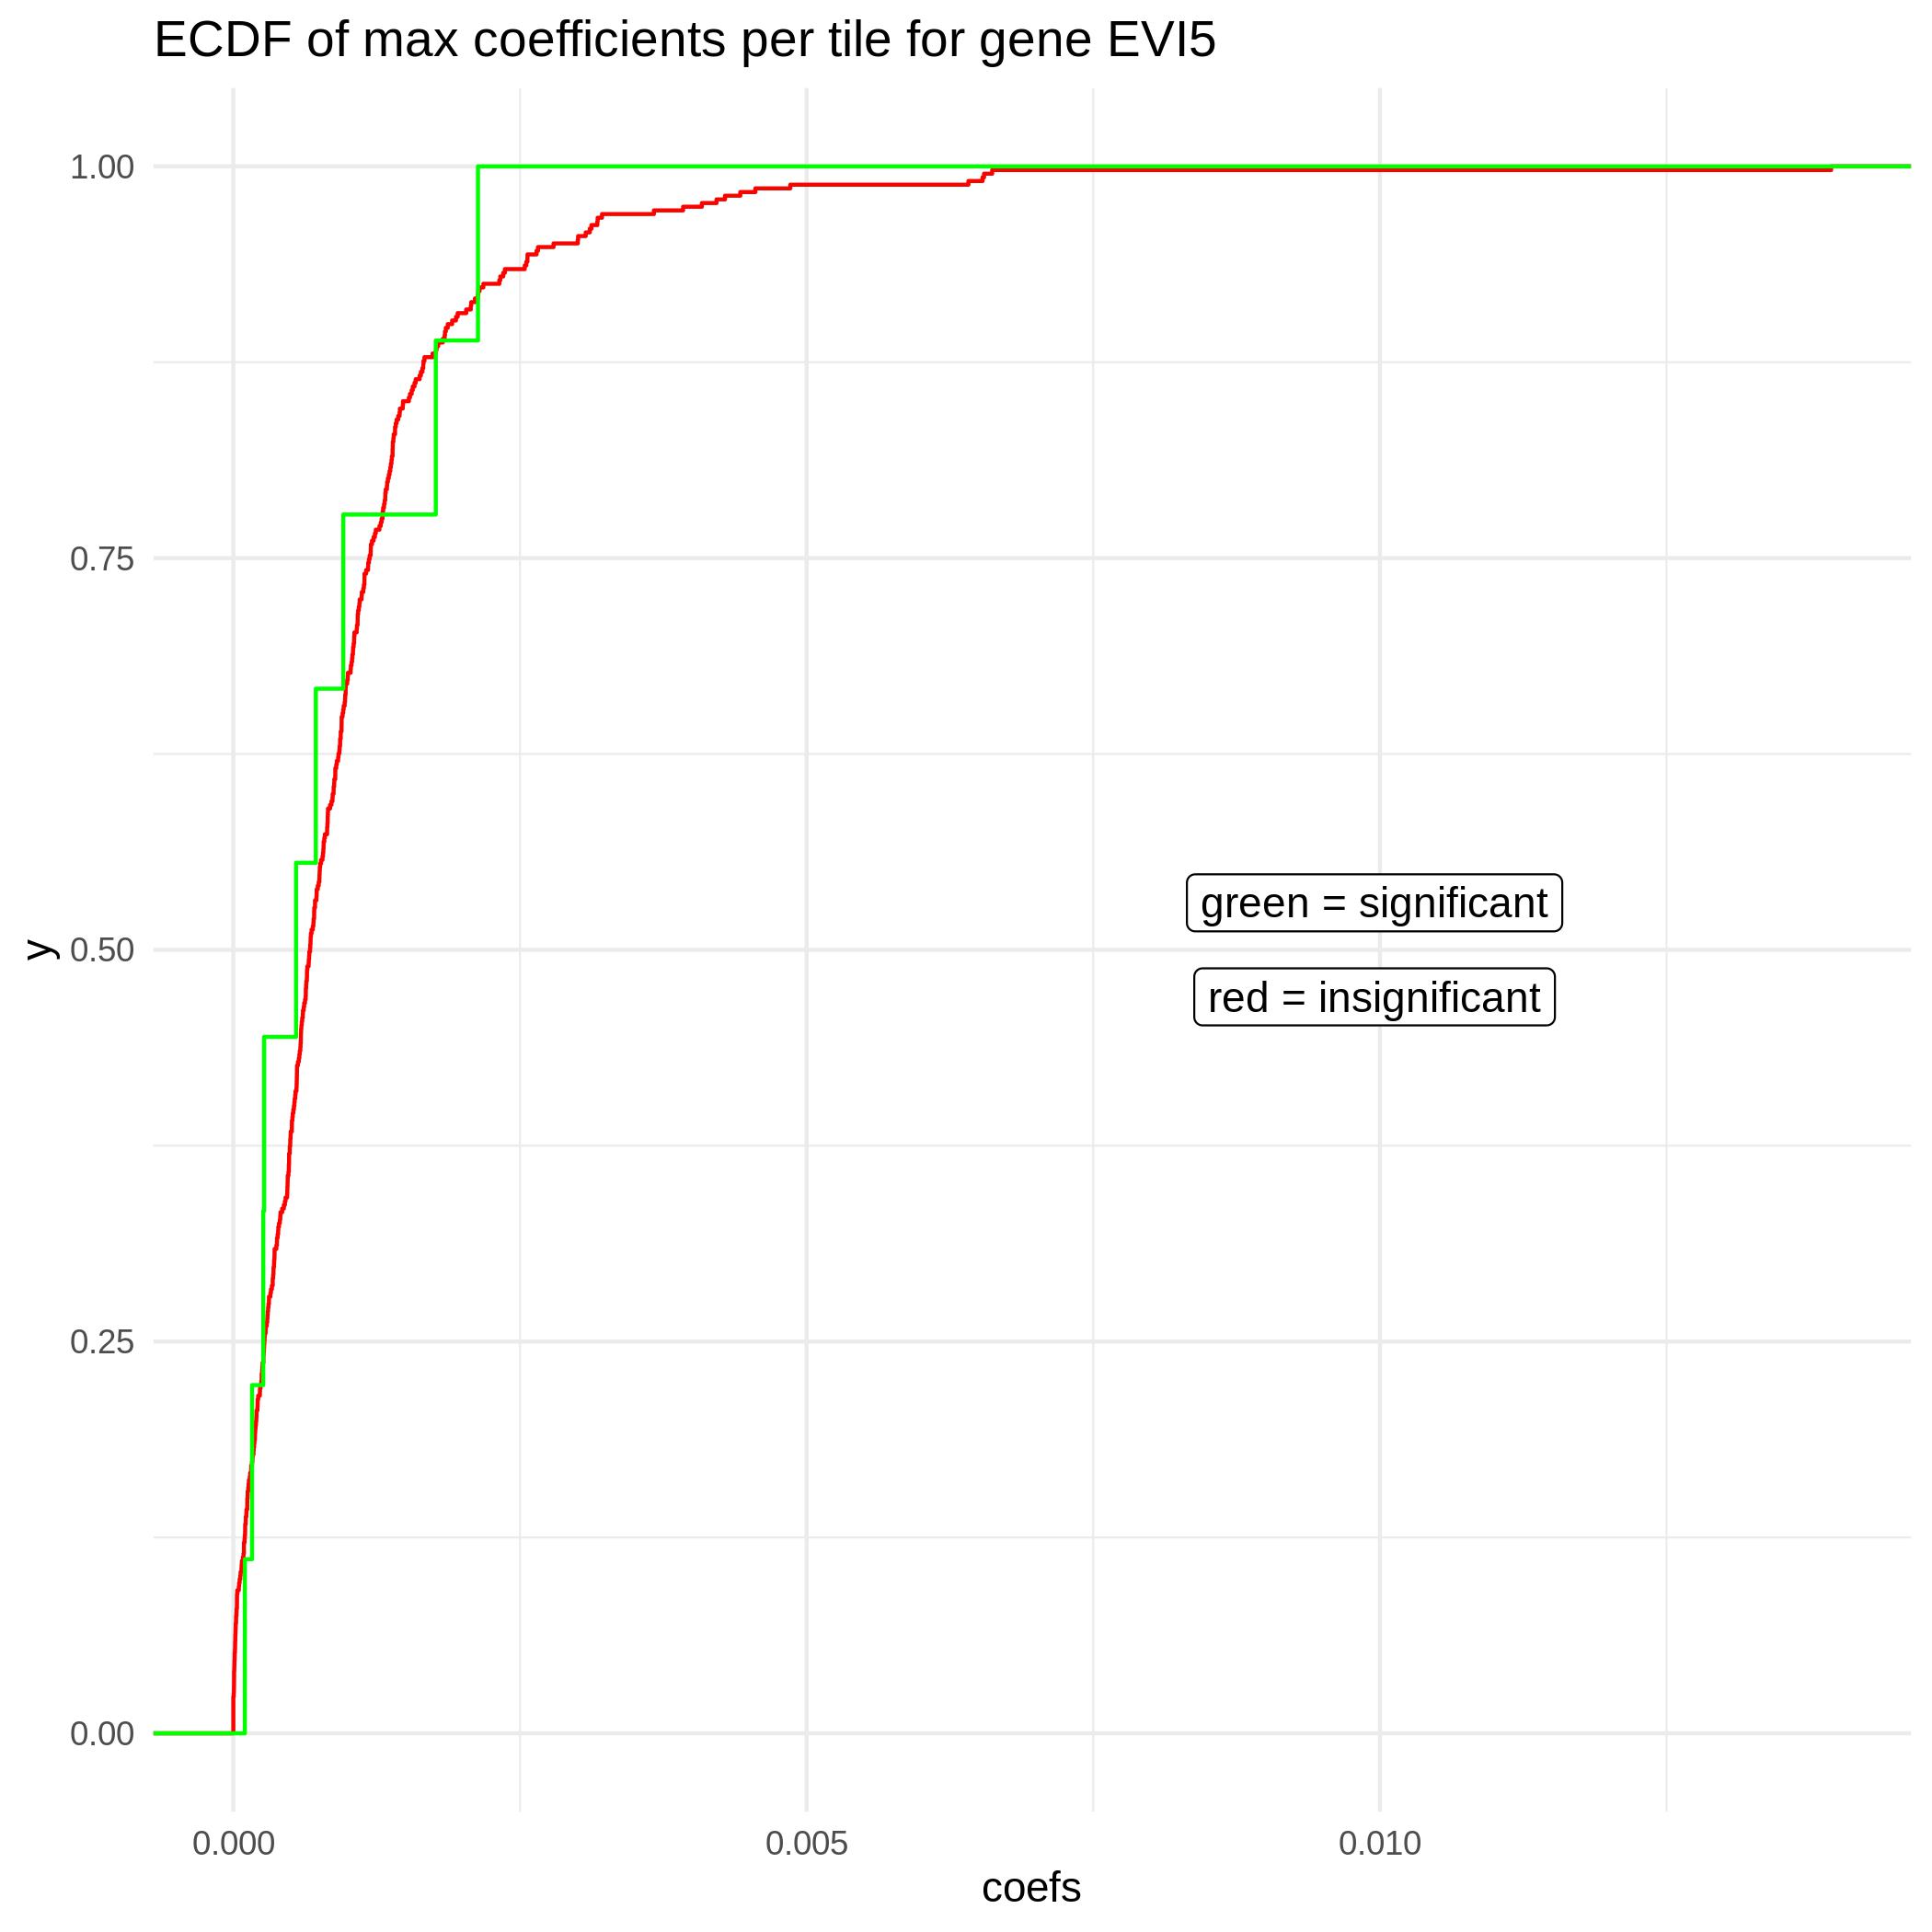 ECDF of max coefficients per tile for gene EVI5
1.00
0.75
0.50
0.25
0.00
y
green = significant
red = insignificant
0.000
0.005
0.010
coefs